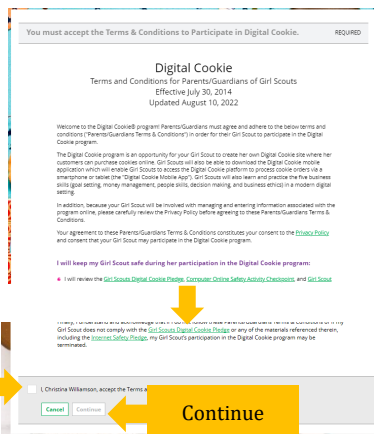 You must accept the Terms & Conditions to Participate in Digital Cookie.
REQUIRED
Digital Cookie
Terms and Conditions for Parents/Guardians of Girl Scouts
Effective July 30, 2014
Updated August 10, 2022
Welcome to the Digital Cookie® program! Parents/Guardians must agree and adhere to the below terms and
conditions ("Parents/Guardians Terms & Conditions") in order for their Girl Scout to participate in the Digital
Cookie program.
The Digital Cookie program is an opportunity for your Girl Scout to create her own Digital Cookie site where her
customers can purchase cookies online. Girl Scouts will also be able to download the Digital Cookie mobile
application which will enable Girl Scouts to access the Digital Cookie platform to process cookie orders via a
smartphone or tablet (the "Digital Cookie Mobile App"). Girl Scouts will also learn and practice the five business
skills (goal setting, money management, people skills, decision making, and business ethics) in a modern digital
setting.
In addition, because your Girl Scout will be involved with managing and entering information associated with the
program online, please carefully review the Privacy Policy before agreeing to these Parents/Guardians Terms &
Conditions.
Your agreement to these Parents/Guardians Terms & Conditions constitutes your consent to the Privacy Policy
and consent that your Girl Scout may participate in the Digital Cookie program.
I will keep my Girl Scout safe during her participation in the Digital Cookie program:
I will review the Girl Scouts Digital Cookie Pledge, Computer Online Safety Activity Checkpoint, and Girl Scout
Girl Scout does not comply with the Girl Scouts Digital Cookie Pledge or any of the materials referenced therein,
including the Internet Safety Pledge, my Girl Scout's participation in the Digital Cookie program may be
terminated.
I, Christina Williamson, accept the Terms a
Cancel
Continue
Continue